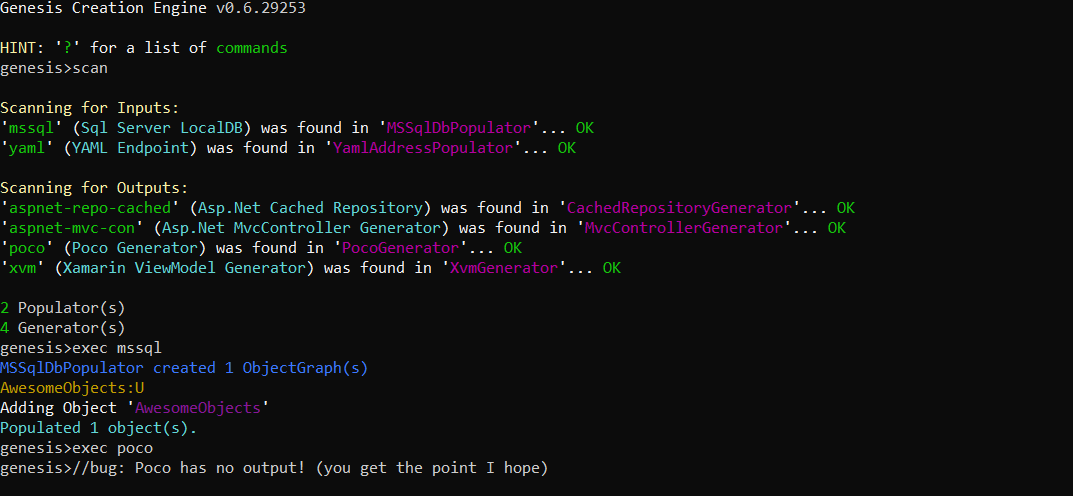 Genesis Creation Engine v0.6.29253
HINT: '?' for a list of commands
genesis>scan
Scanning for Inputs:
'mssql' (Sql Server LocalDB) was found in 'MSSqlDbPopulator'... OK
'yaml' (YAML Endpoint) was found in 'YamlAddressPopulator'... OK
Scanning for Outputs:
'aspnet-repo-cached' (Asp.Net Cached Repository) was found in 'CachedRepositoryGenerator'... OK
'aspnet-mvc-con' (Asp.Net MvcController Generator) was found in 'MvcControllerGenerator'... OK
'poco' (Poco Generator) was found in 'PocoGenerator'... OK
'xvm' (Xamarin ViewModel Generator) was found in 'XvmGenerator'... OK
2 Populator(s)
4 Generator(s)
genesis>exec mssql
MSSqlDbPopulator created 1 ObjectGraph(s)
AwesomeObjects:U
Adding Object 'AwesomeObjects'
Populated 1 object(s).
genesis>exec poco
genesis>//bug: Poco has no output! (you get the point I hope)